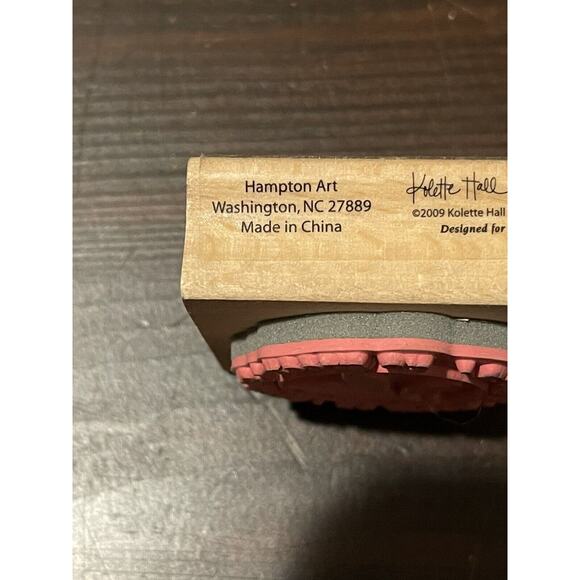 Hampton Art
Washington, NC 27889
Made in China
Kolette Hall
©2009 Kolette Hall
Designed for